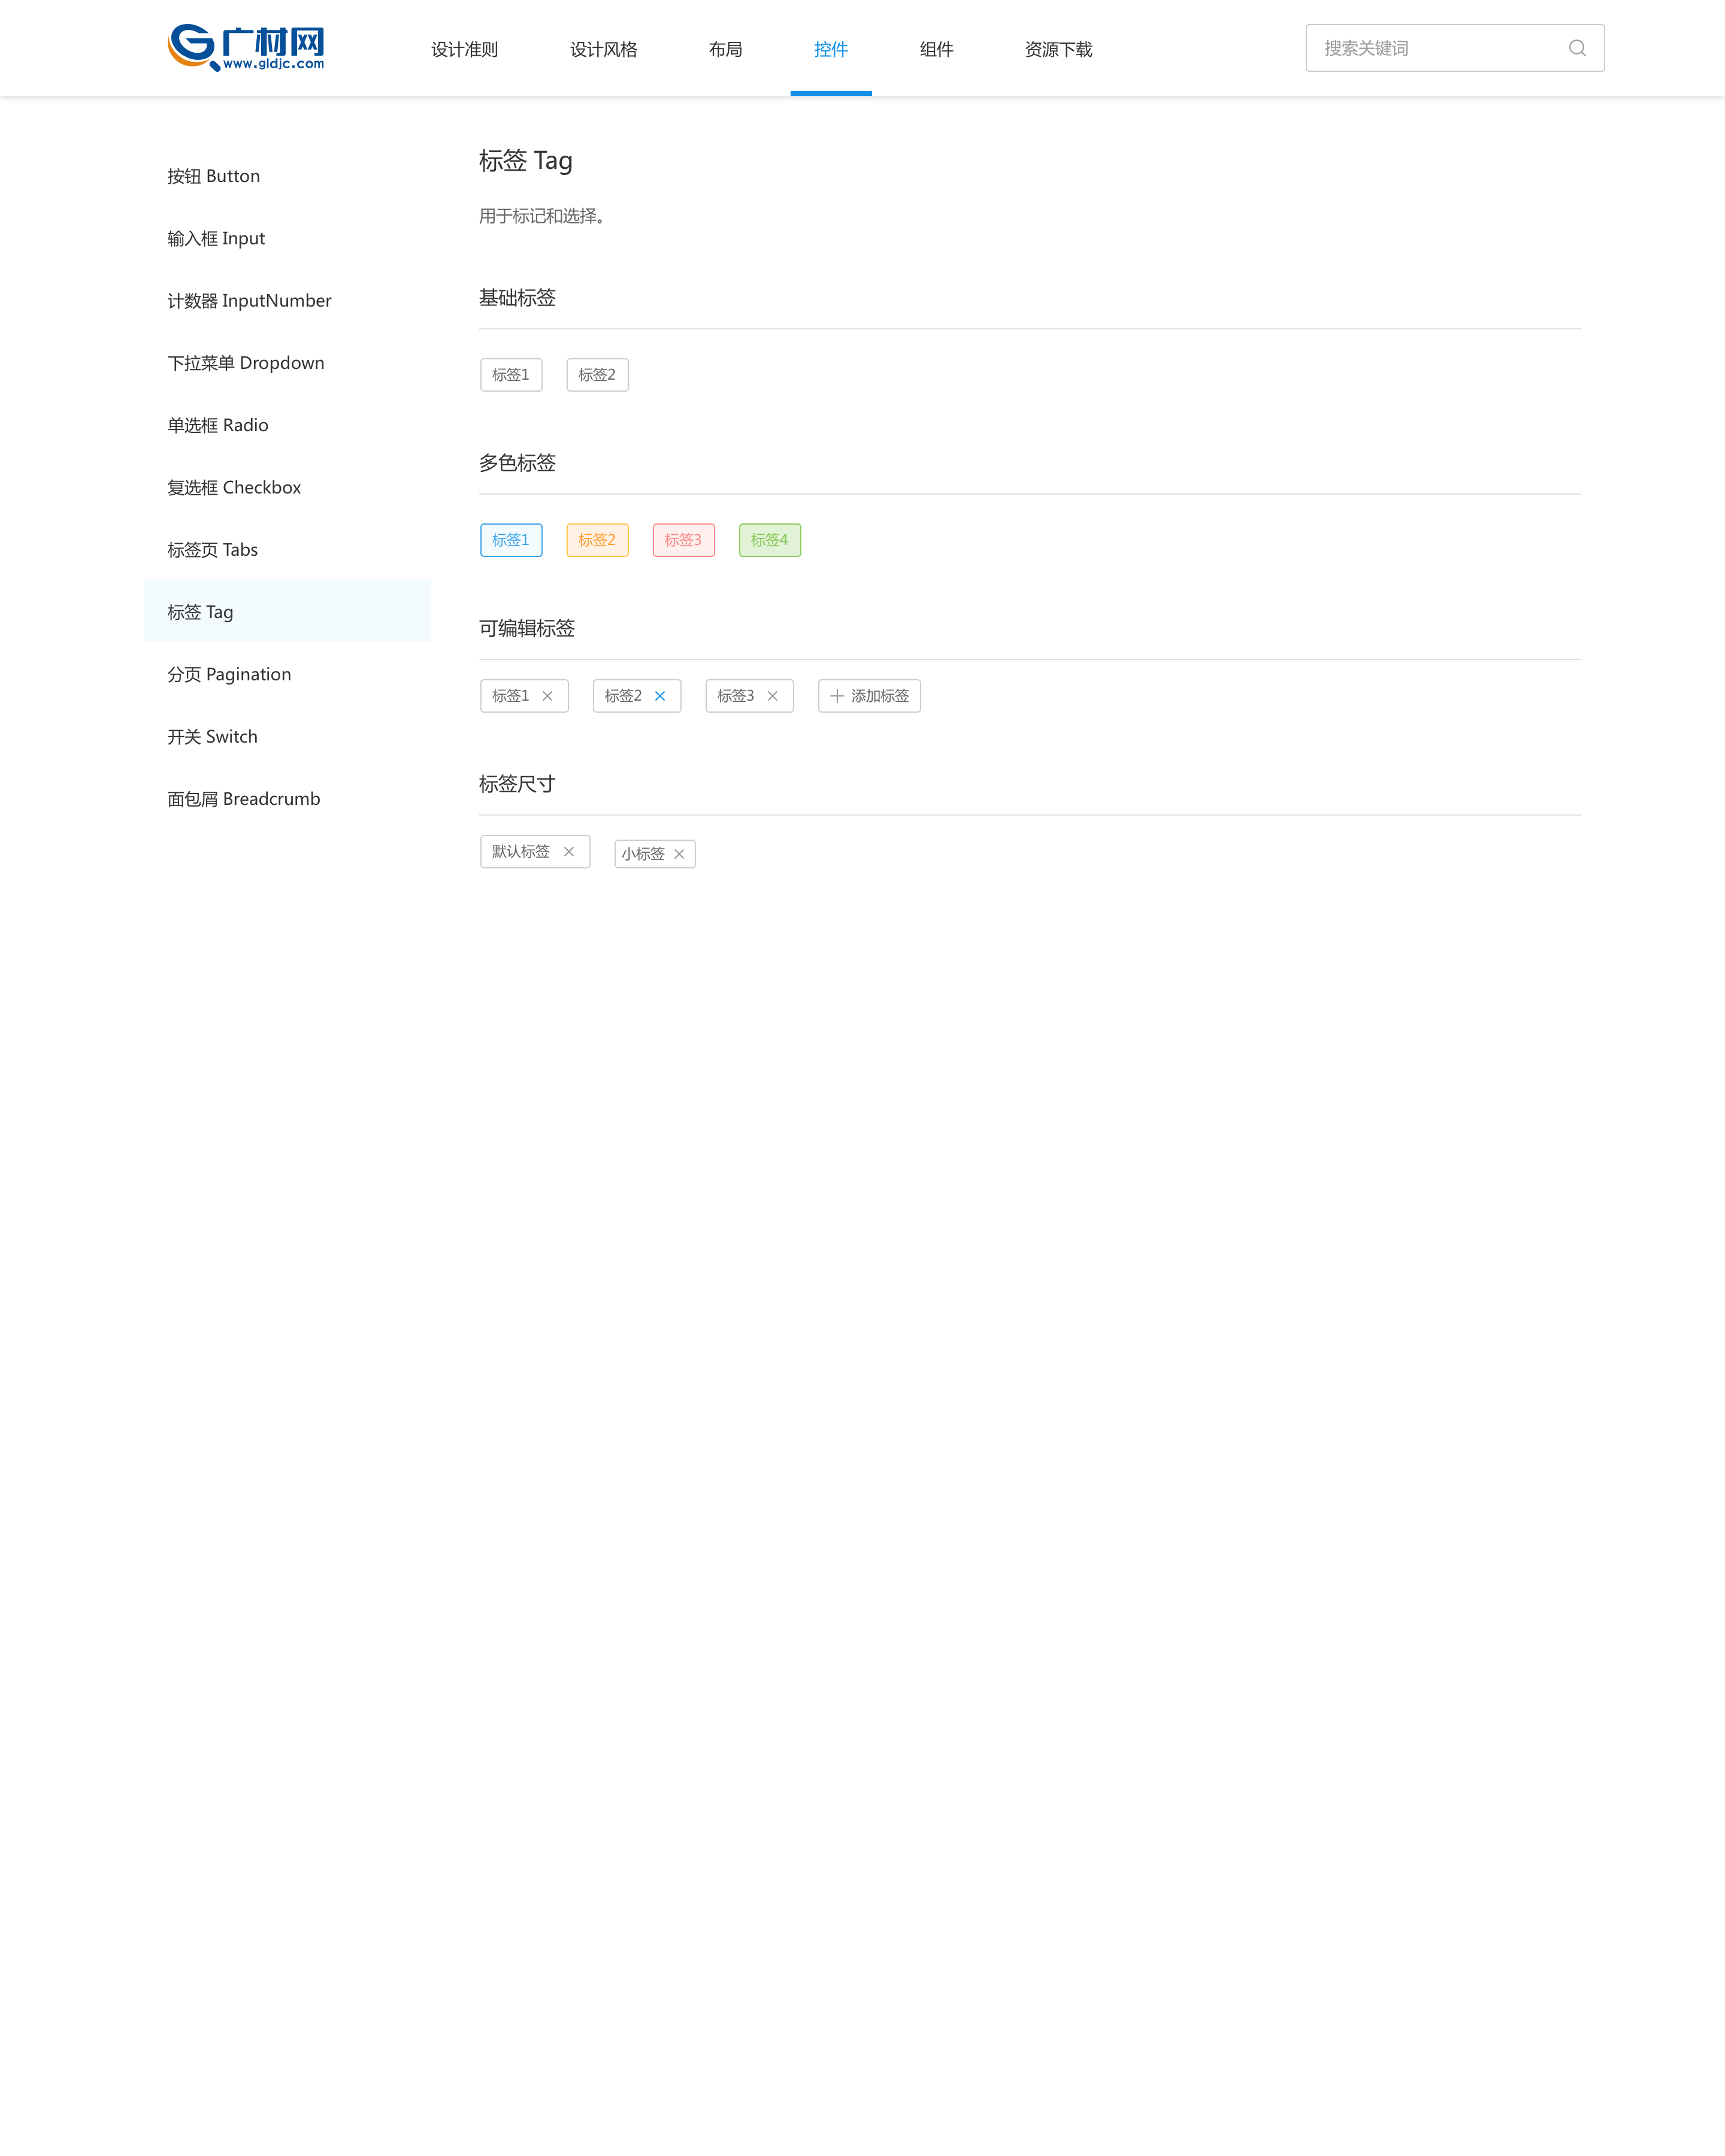 广材网
www.gldjc.com
设计准则 设计风格 布局 控件 组件 资源下载
搜索关键词
按钮 Button
输入框 Input
计数器 InputNumber
下拉菜单 Dropdown
单选框 Radio
复选框 Checkbox
标签页 Tabs
标签 Tag
分页 Pagination
开关 Switch
面包屑 Breadcrumb
标签 Tag
用于标记和选择。
基础标签
标签1 标签2
多色标签
标签1 标签2 标签3 标签4
可编辑标签
标签1 标签2 标签3 添加标签
标签尺寸
默认标签 小标签